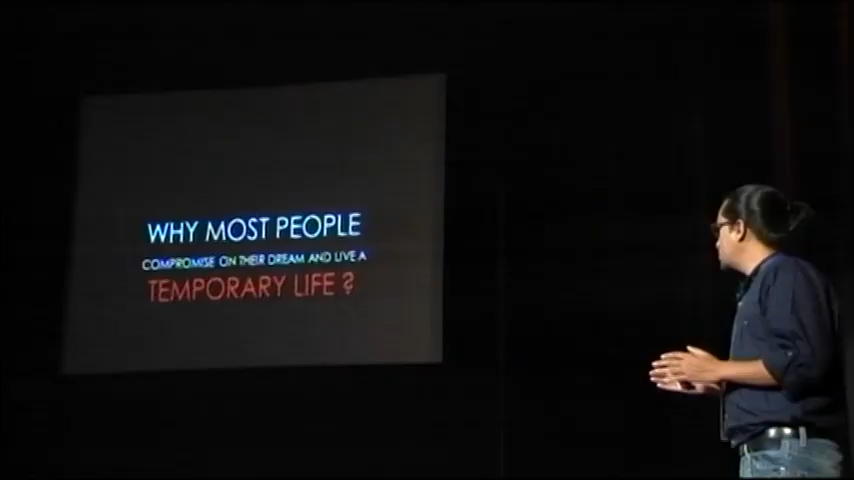 WHY MOST PEOPLE
COMPROMISE ON THEIR DREAM AND LIVE A
TEMPORARY LIFE ?